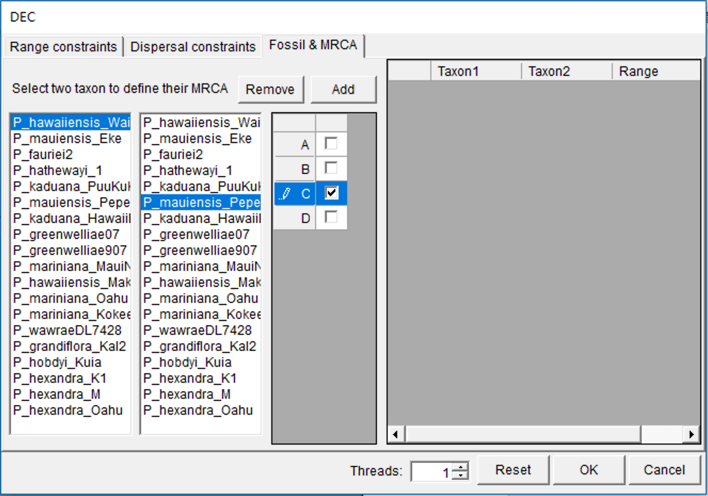 DEC
Range constraints Dispersal constraints Fossil & MRCA
Select two taxon to define their MRCA Remove Add
Taxon1 Taxon2 Range
P_hawaiiensis_Wai
P_mauiensis_Eke
P_fauriei2
P_hathewayi_1
P_kaduana_PuuKuk
P_mauiensis_Pepe
P_kaduana_Hawaiil
P_greenwelliae07
P_greenwelliae907
P_mariniana_MauiN
P_hawaiiensis_Mak
P_mariniana_Oahu
P_mariniana_Kokee
P_wawraeDL7428
P_grandiflora_Kal2
P_hobdyi_Kuia
P_hexandra_K1
P_hexandra_M
P_hexandra_Oahu
P_hawaiiensis_Wai
P_mauiensis_Eke
P_fauriei2
P_hathewayi_1
P_kaduana_PuuKuk
P_mauiensis_Pepe
P_kaduana_Hawaiil
P_greenwelliae07
P_greenwelliae907
P_mariniana_MauiN
P_hawaiiensis_Mak
P_mariniana_Oahu
P_mariniana_Kokee
P_wawraeDL7428
P_grandiflora_Kal2
P_hobdyi_Kuia
P_hexandra_K1
P_hexandra_M
P_hexandra_Oahu
A
B
C
D
Threads: 1 Reset OK Cancel